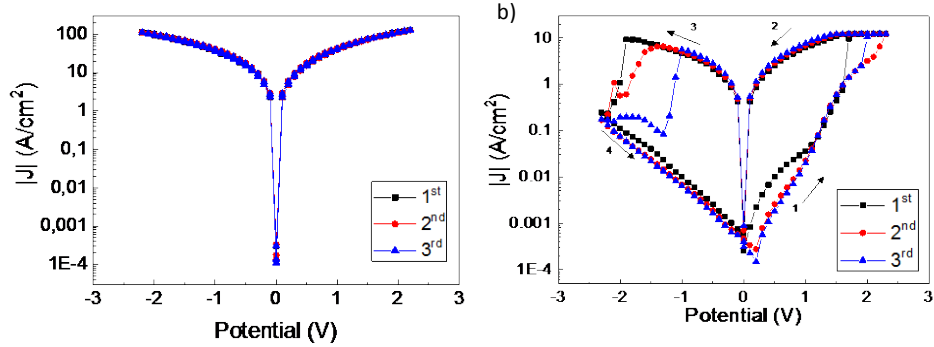 100
10
1
0,1
0,01
0,001
1E-4
|J| (A/cm²)
-3 -2 -1 0 1 2 3
Potential (V)
1st
2nd
3rd
b)
10
1
0.1
0.01
0.001
1E-4
|J| (A/cm²)
-3 -2 -1 0 1 2 3
Potential (V)
3
2
4
1
1st
2nd
3rd